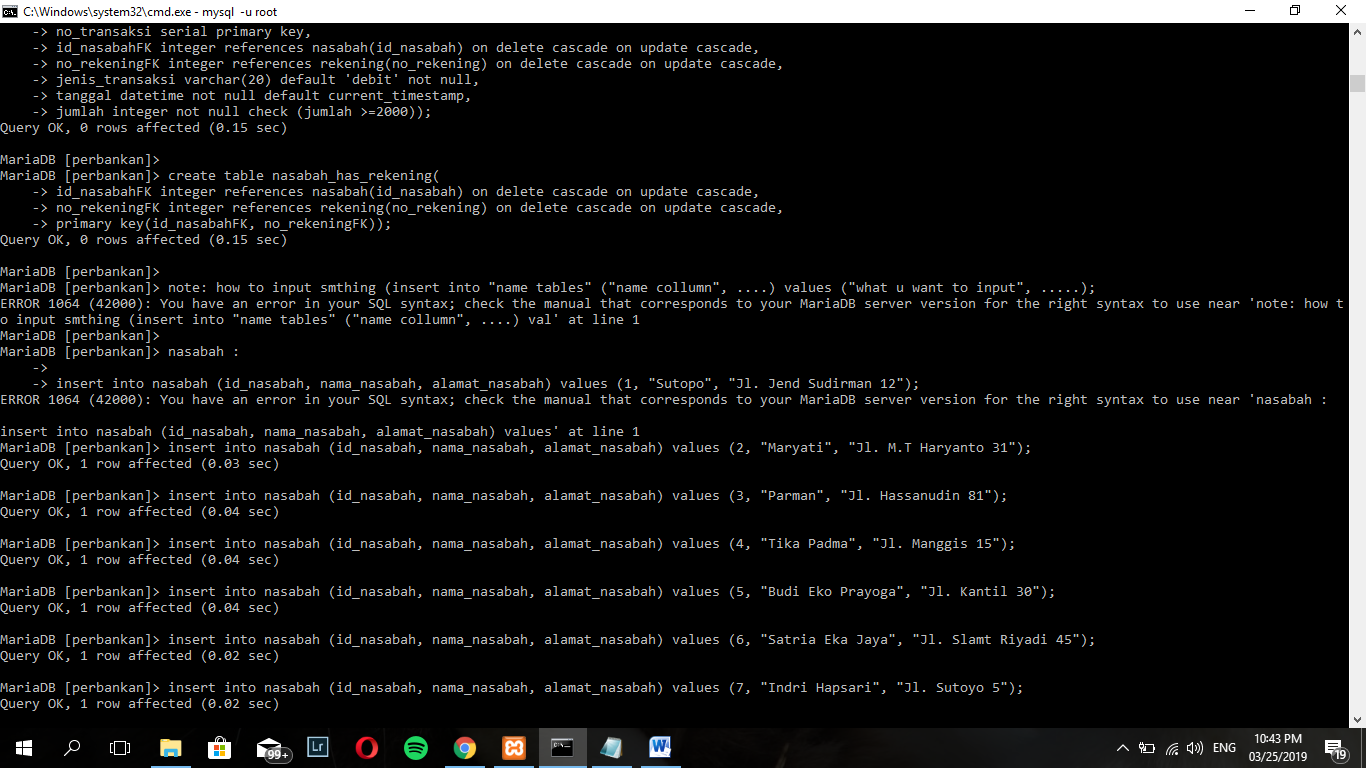 C:\Windows\system32\cmd.exe - mysql -u root
-> no_transaksi serial primary key,
-> id_nasabahFK integer references nasabah(id_nasabah) on delete cascade on update cascade,
-> no_rekeningFK integer references rekening(no_rekening) on delete cascade on update cascade,
-> jenis_transaksi varchar(20) default 'debit' not null,
-> tanggal datetime not null default current_timestamp,
-> jumlah integer not null check (jumlah >=2000));
Query OK, 0 rows affected (0.15 sec)
MariaDB [perbankan]>
MariaDB [perbankan]> create table nasabah_has_rekening(
-> id_nasabahFK integer references nasabah(id_nasabah) on delete cascade on update cascade,
-> no_rekeningFK integer references rekening(no_rekening) on delete cascade on update cascade,
-> primary key(id_nasabahFK, no_rekeningFK));
Query OK, 0 rows affected (0.15 sec)
MariaDB [perbankan]>
MariaDB [perbankan]> note: how to input smthing (insert into "name tables" ("name collumn", ....) values ("what u want to input", .....);
ERROR 1064 (42000): You have an error in your SQL syntax; check the manual that corresponds to your MariaDB server version for the right syntax to use near 'note: how t
o input smthing (insert into "name tables" ("name collumn", ....) val' at line 1
MariaDB [perbankan]>
MariaDB [perbankan]> nasabah :
->
-> insert into nasabah (id_nasabah, nama_nasabah, alamat_nasabah) values (1, "Sutopo", "Jl. Jend Sudirman 12");
ERROR 1064 (42000): You have an error in your SQL syntax; check the manual that corresponds to your MariaDB server version for the right syntax to use near 'nasabah :
insert into nasabah (id_nasabah, nama_nasabah, alamat_nasabah) values' at line 1
MariaDB [perbankan]> insert into nasabah (id_nasabah, nama_nasabah, alamat_nasabah) values (2, "Maryati", "Jl. M.T Haryanto 31");
Query OK, 1 row affected (0.03 sec)
MariaDB [perbankan]> insert into nasabah (id_nasabah, nama_nasabah, alamat_nasabah) values (3, "Parman", "Jl. Hassanudin 81");
Query OK, 1 row affected (0.04 sec)
MariaDB [perbankan]> insert into nasabah (id_nasabah, nama_nasabah, alamat_nasabah) values (4, "Tika Padma", "Jl. Manggis 15");
Query OK, 1 row affected (0.04 sec)
MariaDB [perbankan]> insert into nasabah (id_nasabah, nama_nasabah, alamat_nasabah) values (5, "Budi Eko Prayoga", "Jl. Kantil 30");
Query OK, 1 row affected (0.04 sec)
MariaDB [perbankan]> insert into nasabah (id_nasabah, nama_nasabah, alamat_nasabah) values (6, "Satria Eka Jaya", "Jl. Slamt Riyadi 45");
Query OK, 1 row affected (0.02 sec)
MariaDB [perbankan]> insert into nasabah (id_nasabah, nama_nasabah, alamat_nasabah) values (7, "Indri Hapsari", "Jl. Sutoyo 5");
Query OK, 1 row affected (0.02 sec)
99+
Lr
W
ENG
10:43 PM
03/25/2019
19